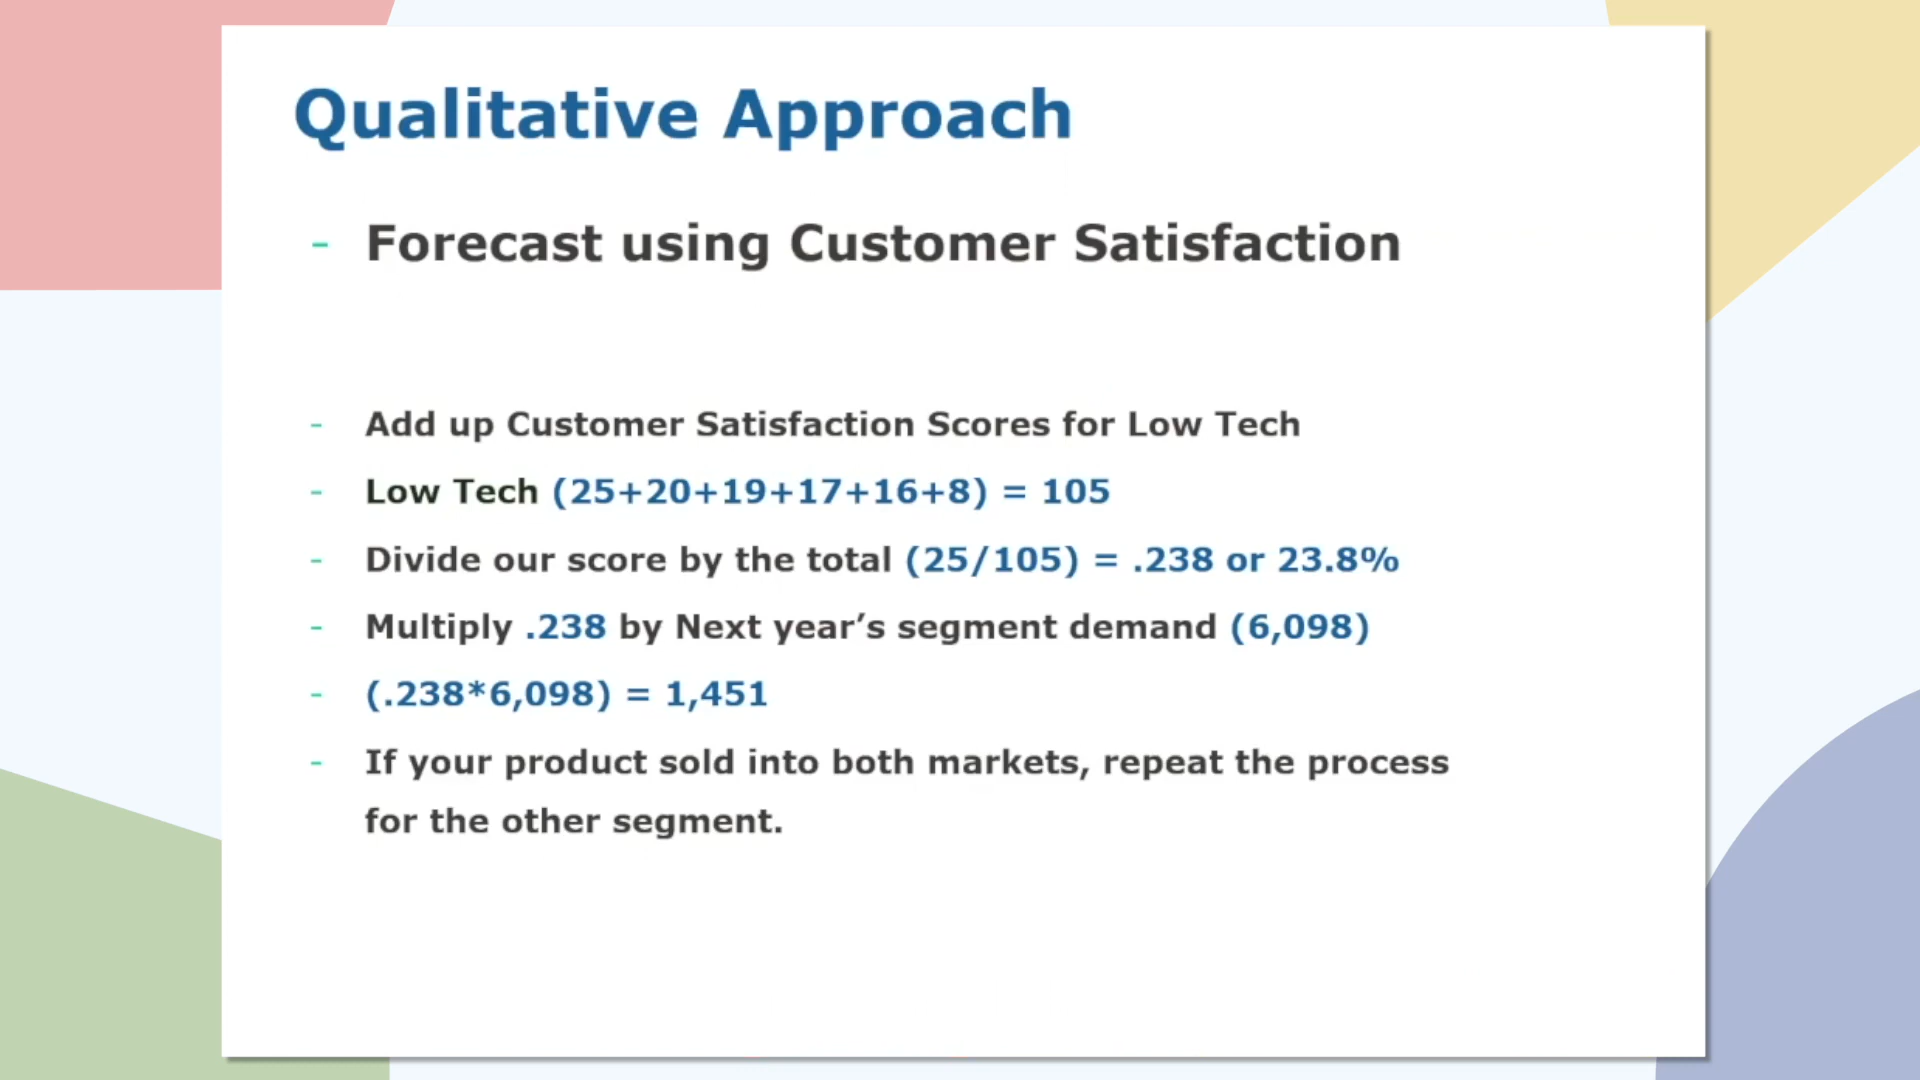 Qualitative Approach
- Forecast using Customer Satisfaction
- Add up Customer Satisfaction Scores for Low Tech
- Low Tech (25+20+19+17+16+8) = 105
- Divide our score by the total (25/105) = .238 or 23.8%
- Multiply .238 by Next year’s segment demand (6,098)
- (.238*6,098) = 1,451
- If your product sold into both markets, repeat the process
for the other segment.